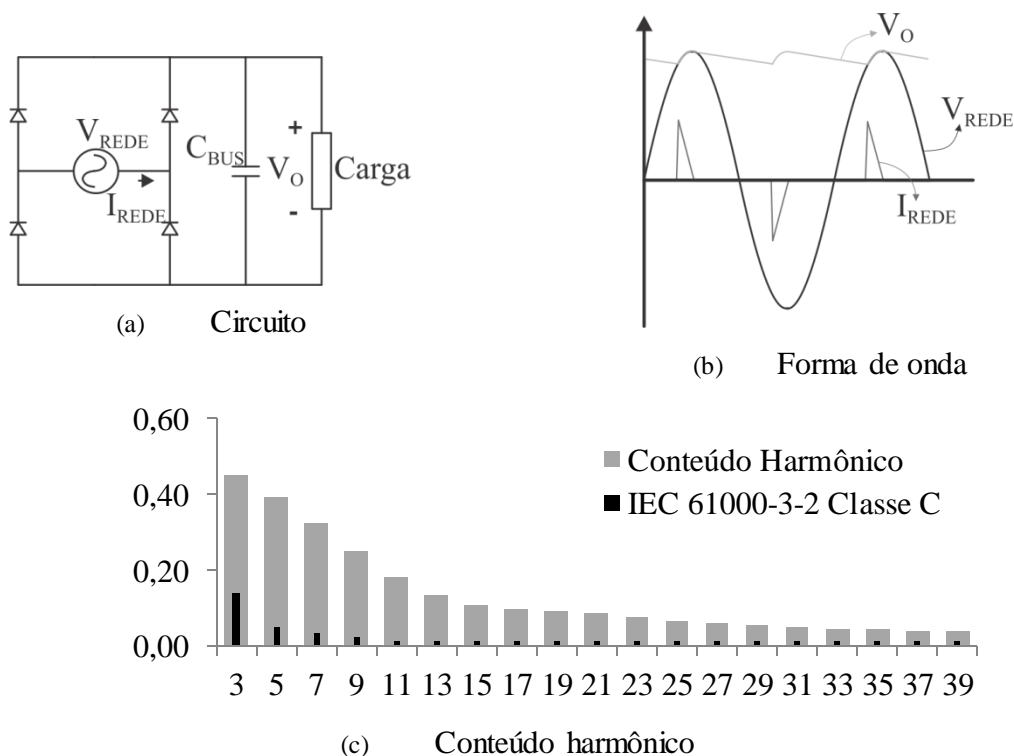 V_REDE
I_REDE
C_BUS
+
V_O
-
Carga
(a) Circuito
V_O
V_REDE
I_REDE
(b) Forma de onda
0,60
0,40
0,20
0,00
Conteúdo Harmônico
IEC 61000-3-2 Classe C
3 5 7 9 11 13 15 17 19 21 23 25 27 29 31 33 35 37 39
(c) Conteúdo harmônico